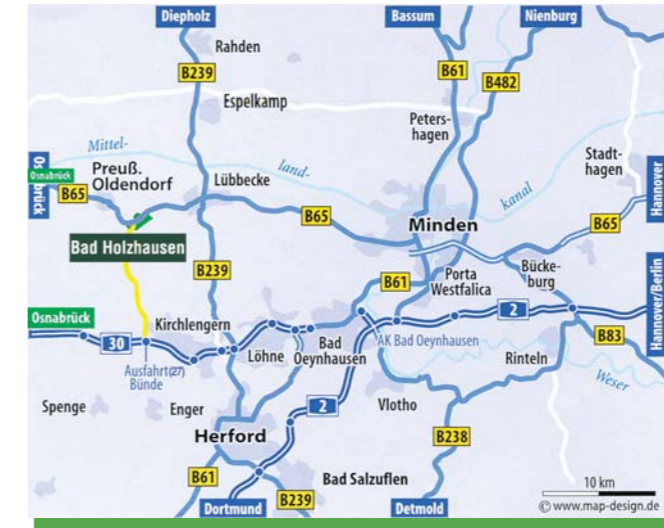 Diepholz
Bassum
Nienburg
Rahden
B239
B61
B482
Espelkamp
Peters-
hagen
Mittel-
land-
kanal
Stadt-
hagen
Osnabrück
Osnabrück
Preuß.
Oldendorf
Lübbecke
B65
B65
B65
Hannover
Minden
Bad Holzhausen
B239
B61
Porta
Westfalica
Bücke-
burg
Hannover/Berlin
Osnabrück
30
Kirchlengern
Löhne
Bad
Oeynhausen
AK Bad Oeynhausen
2
B83
Ausfahrt (27)
Bünde
Rinteln
Weser
Spenge
Enger
2
Vlotho
Herford
B238
B61
Bad Salzuflen
B239
Dortmund
Detmold
10 km
© www.map-design.de